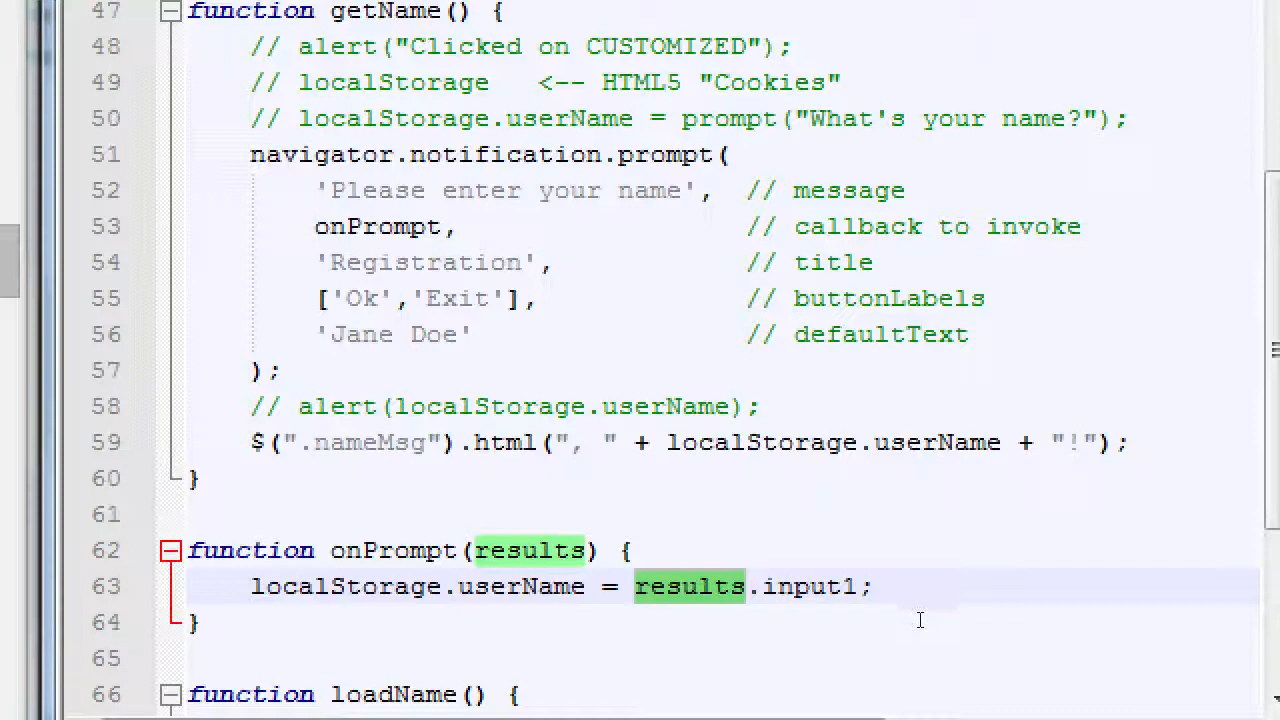 47 function getName() {
48 // alert("Clicked on CUSTOMIZED");
49 // localStorage   <-- HTML5 "Cookies"
50 // localStorage.userName = prompt("What's your name?");
51 navigator.notification.prompt(
52 'Please enter your name',  // message
53 onPrompt,                  // callback to invoke
54 'Registration',            // title
55 ['Ok','Exit'],             // buttonLabels
56 'Jane Doe'                 // defaultText
57 );
58 // alert(localStorage.userName);
59 $(".nameMsg").html(", " + localStorage.userName + "!");
60 }
61
62 function onPrompt(results) {
63 localStorage.userName = results.input1;
64 }
65
66 function loadName() {